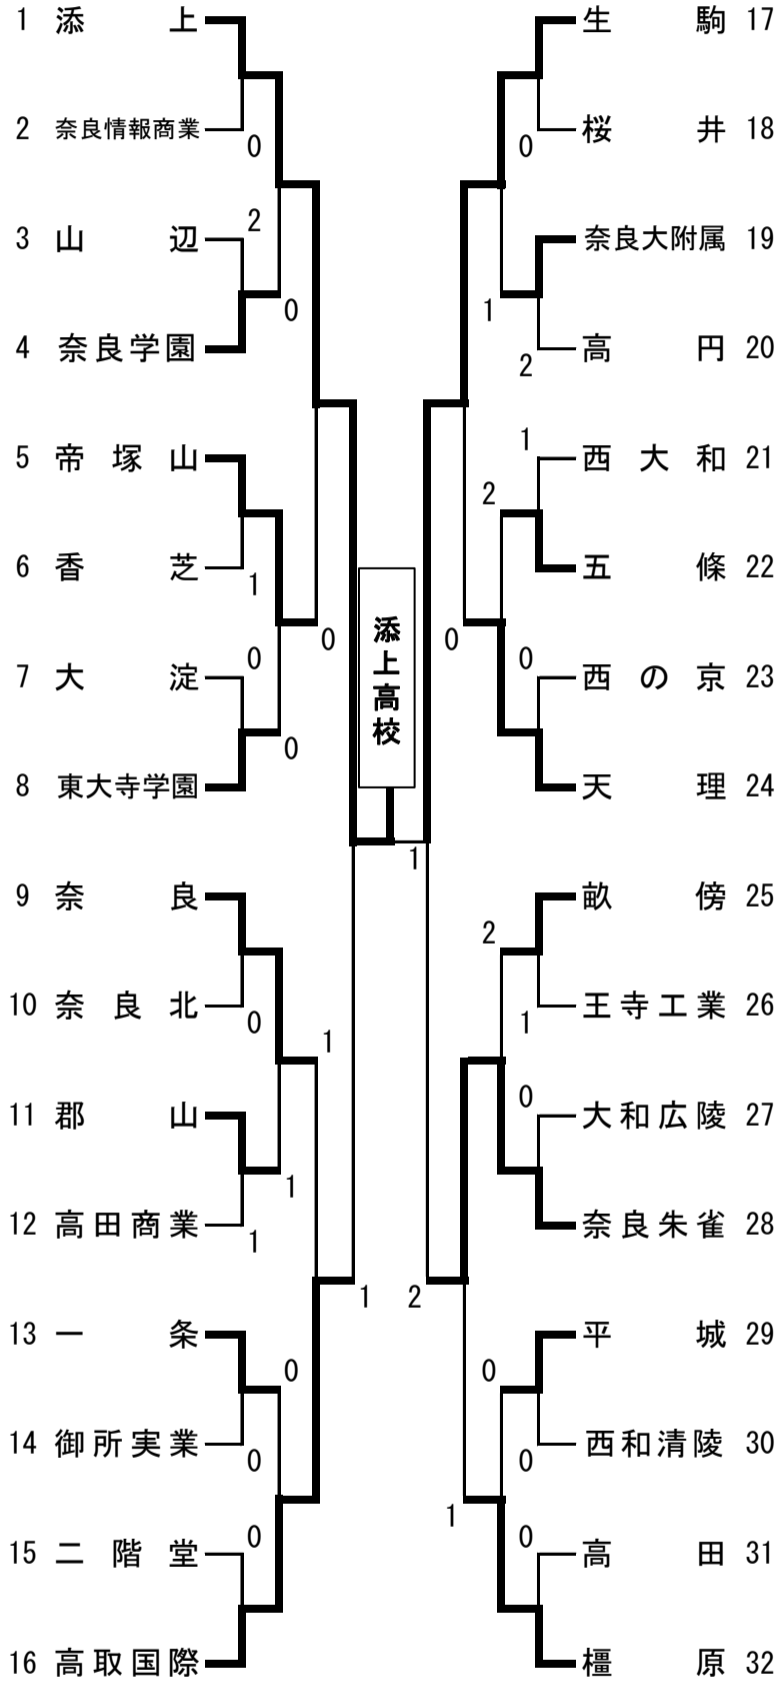 1 添上
2 奈良情報商業
0
3 山辺
2
0
4 奈良学園
5 帝塚山
6 香芝
1
0
7 大淀
0
0
8 東大寺学園
9 奈良
10 奈良北
0
1
11 郡山
1
12 高田商業
1
1
13 一条
0
14 御所実業
0
15 二階堂
0
16 高取国際
添上高校
1
生駒 17
桜井 18
0
奈良大附属 19
1
高円 20
2
1
西大和 21
2
五條 22
0
0
西の京 23
天理 24
畝傍 25
2
王寺工業 26
1
0
大和広陵 27
奈良朱雀 28
2
平城 29
0
西和清陵 30
0
1
0
高田 31
橿原 32